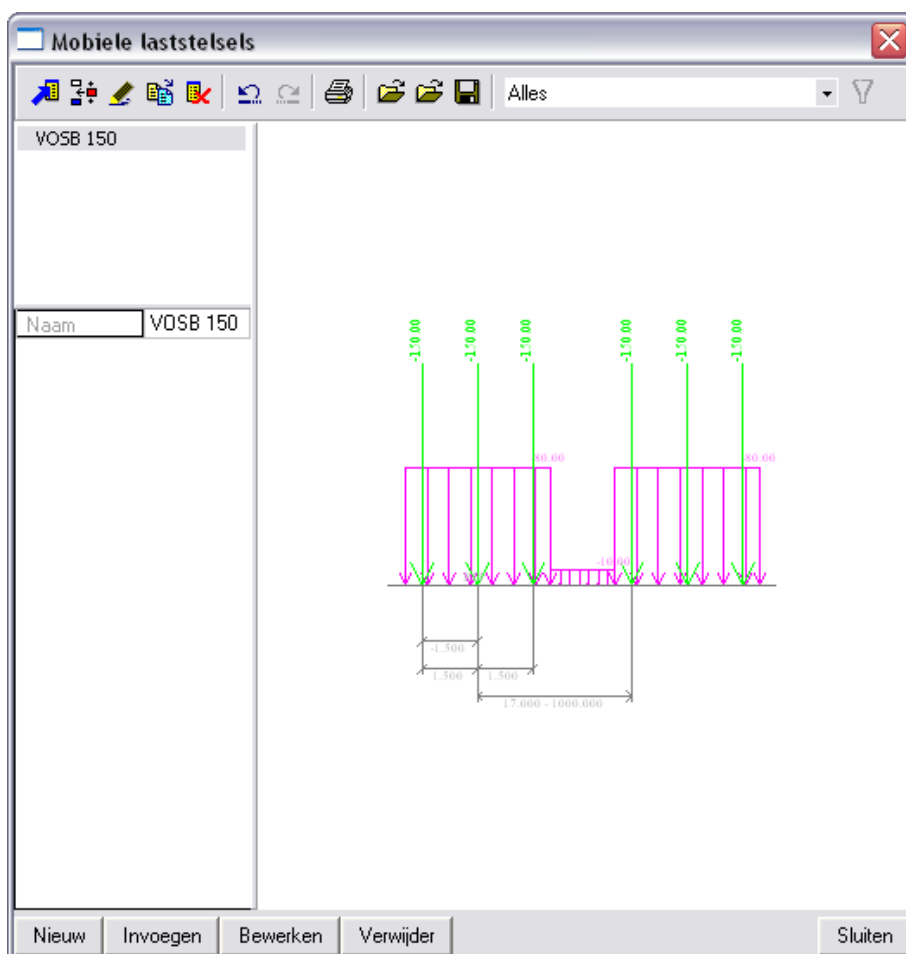 Mobiele laststelsels
Alles
VOSB 150
Naam VOSB 150
-150.00 -150.00 -150.00 -150.00 -150.00 -150.00
-80.00 -80.00
-10.00
-1.500
1.500 1.500
17.000 - 1000.000
Nieuw Invoegen Bewerken Verwijder Sluiten